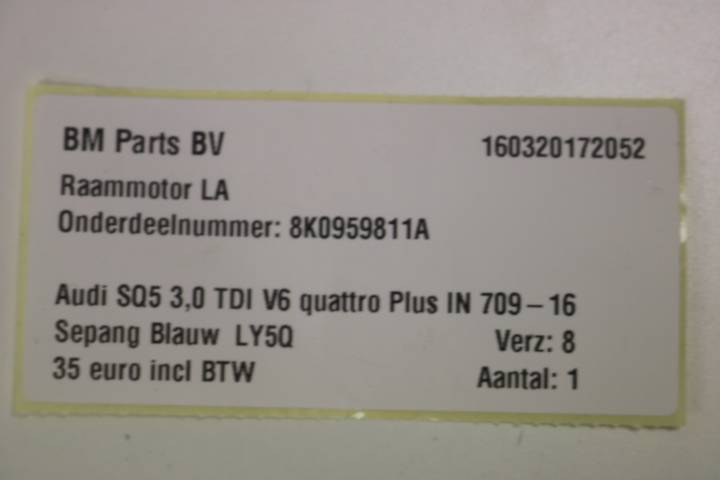 BM Parts BV 160320172052
Raammotor LA
Onderdeelnummer: 8K0959811A
Audi SQ5 3,0 TDI V6 quattro Plus IN 709-16
Sepang Blauw LY5Q Verz: 8
35 euro incl BTW Aantal: 1